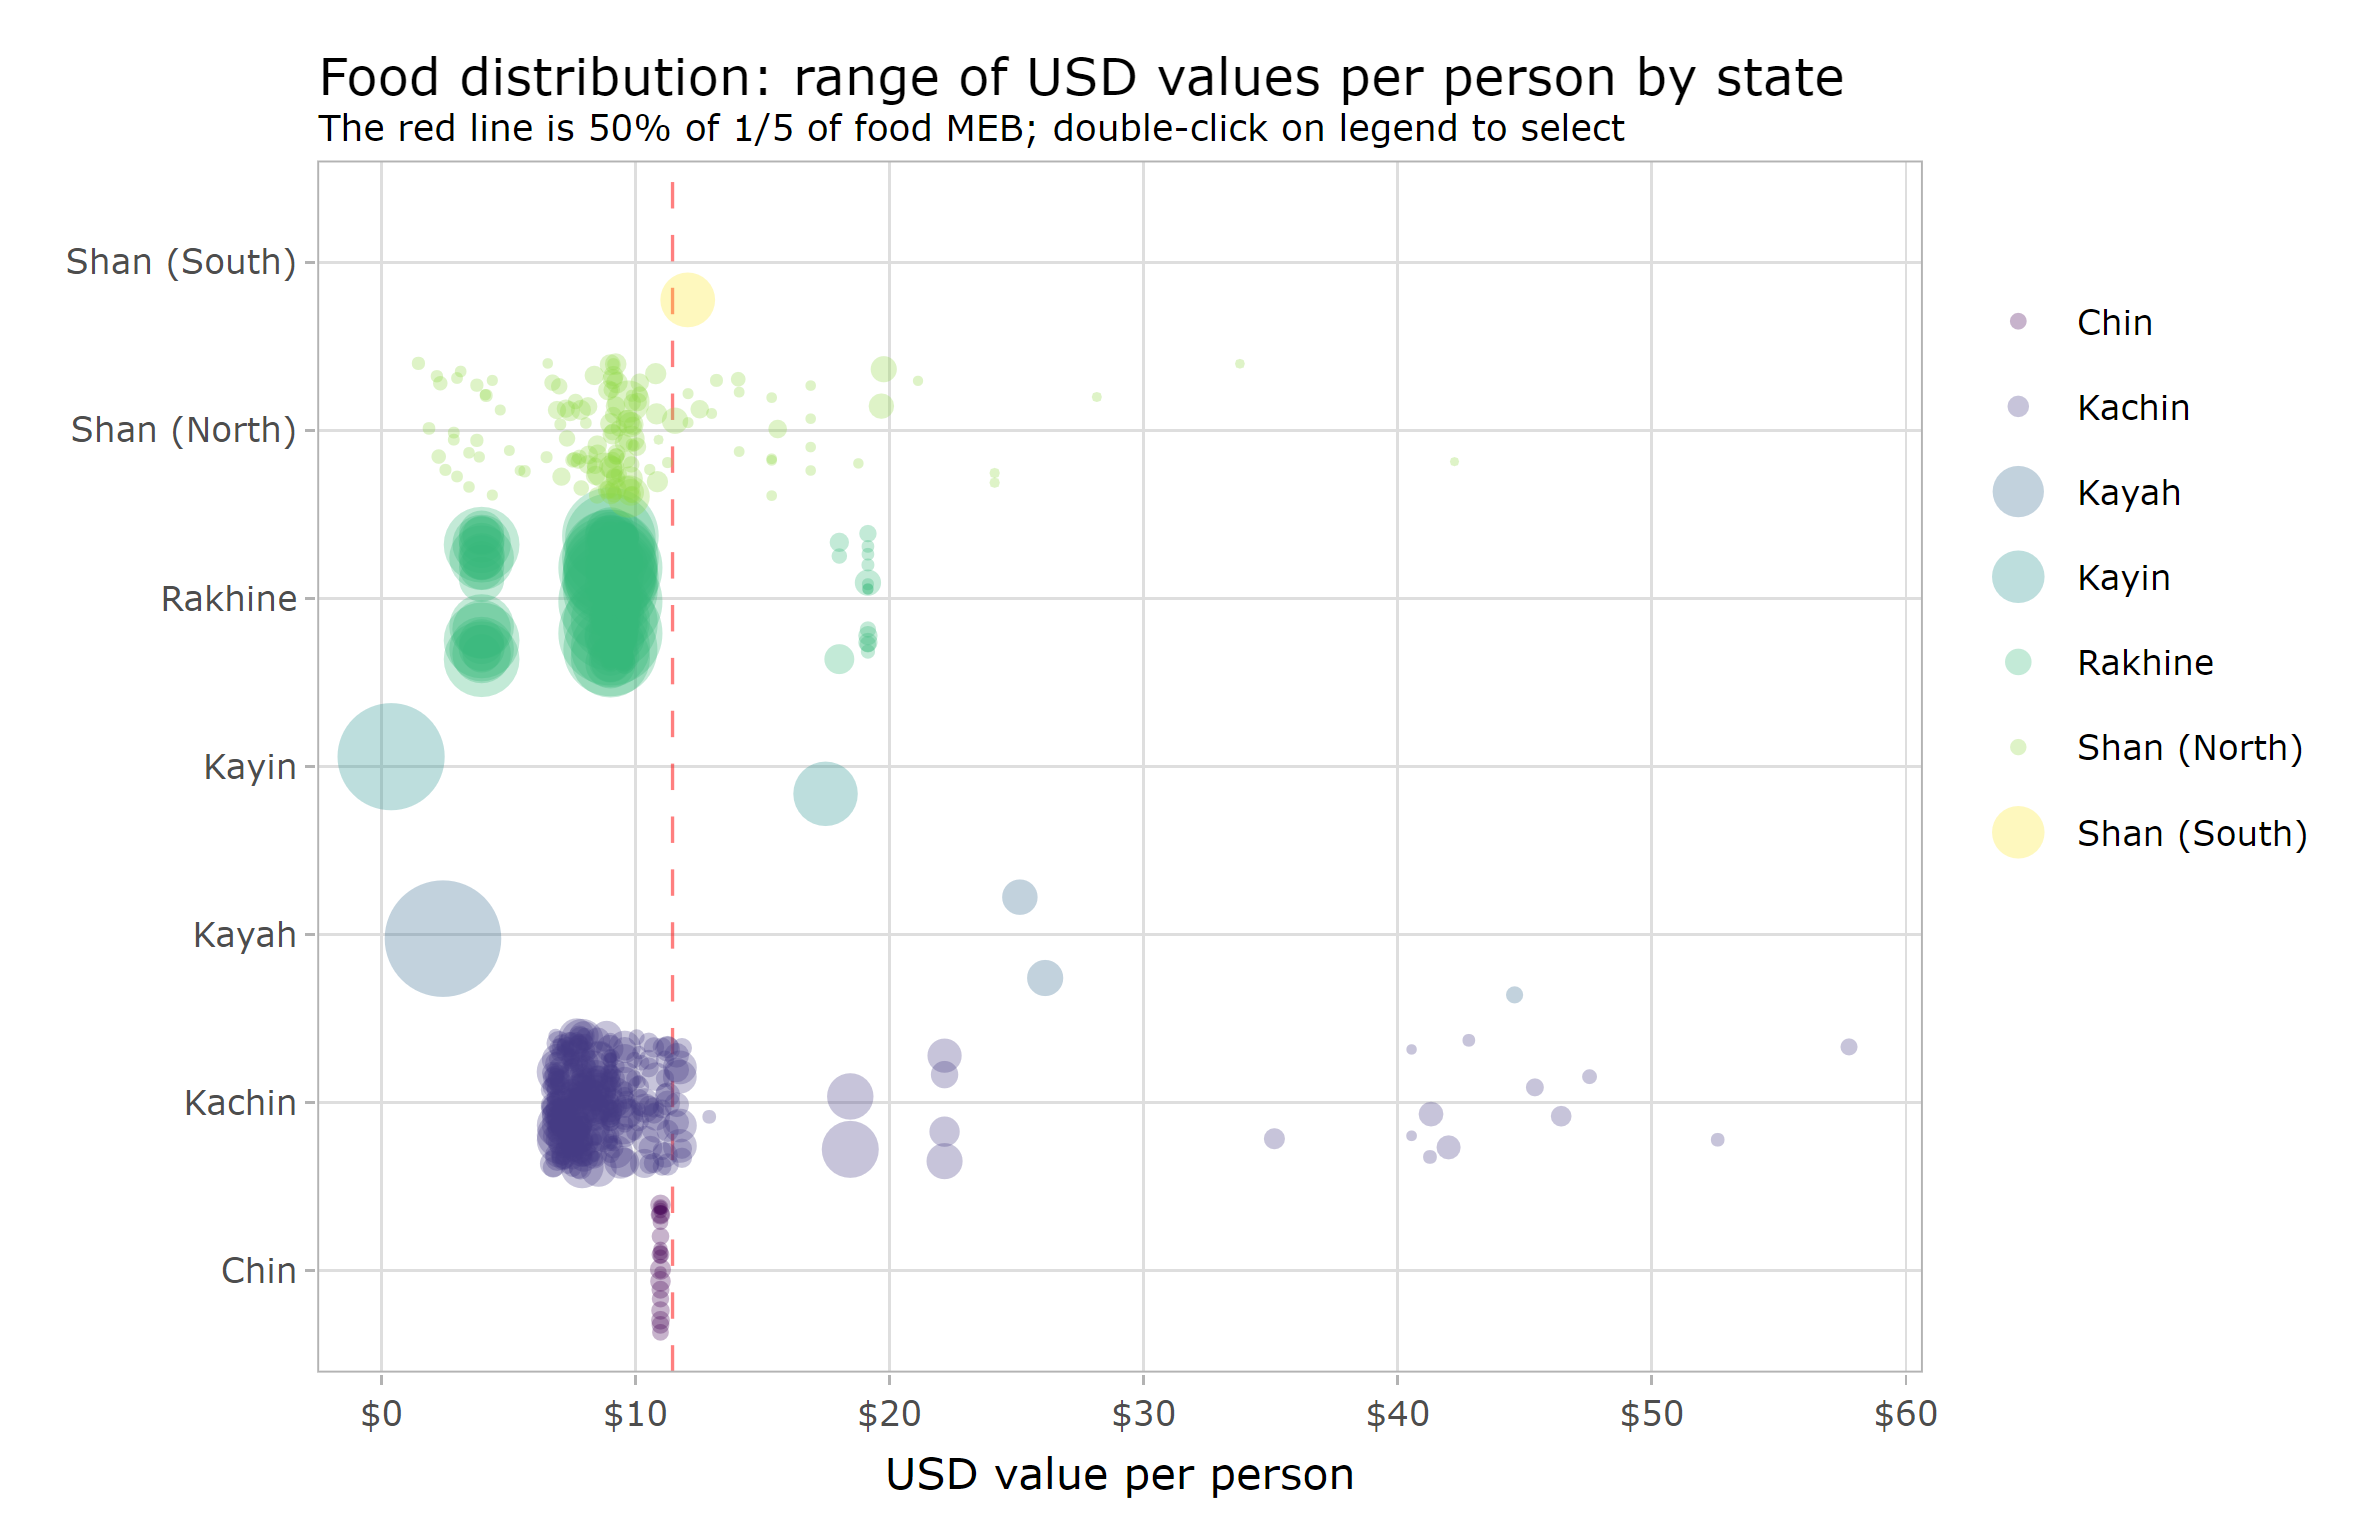 Food distribution: range of USD values per person by state
The red line is 50% of 1/5 of food MEB; double-click on legend to select
Shan (South)
Shan (North)
Rakhine
Kayin
Kayah
Kachin
Chin
$0 $10 $20 $30 $40 $50 $60
USD value per person
Chin
Kachin
Kayah
Kayin
Rakhine
Shan (North)
Shan (South)